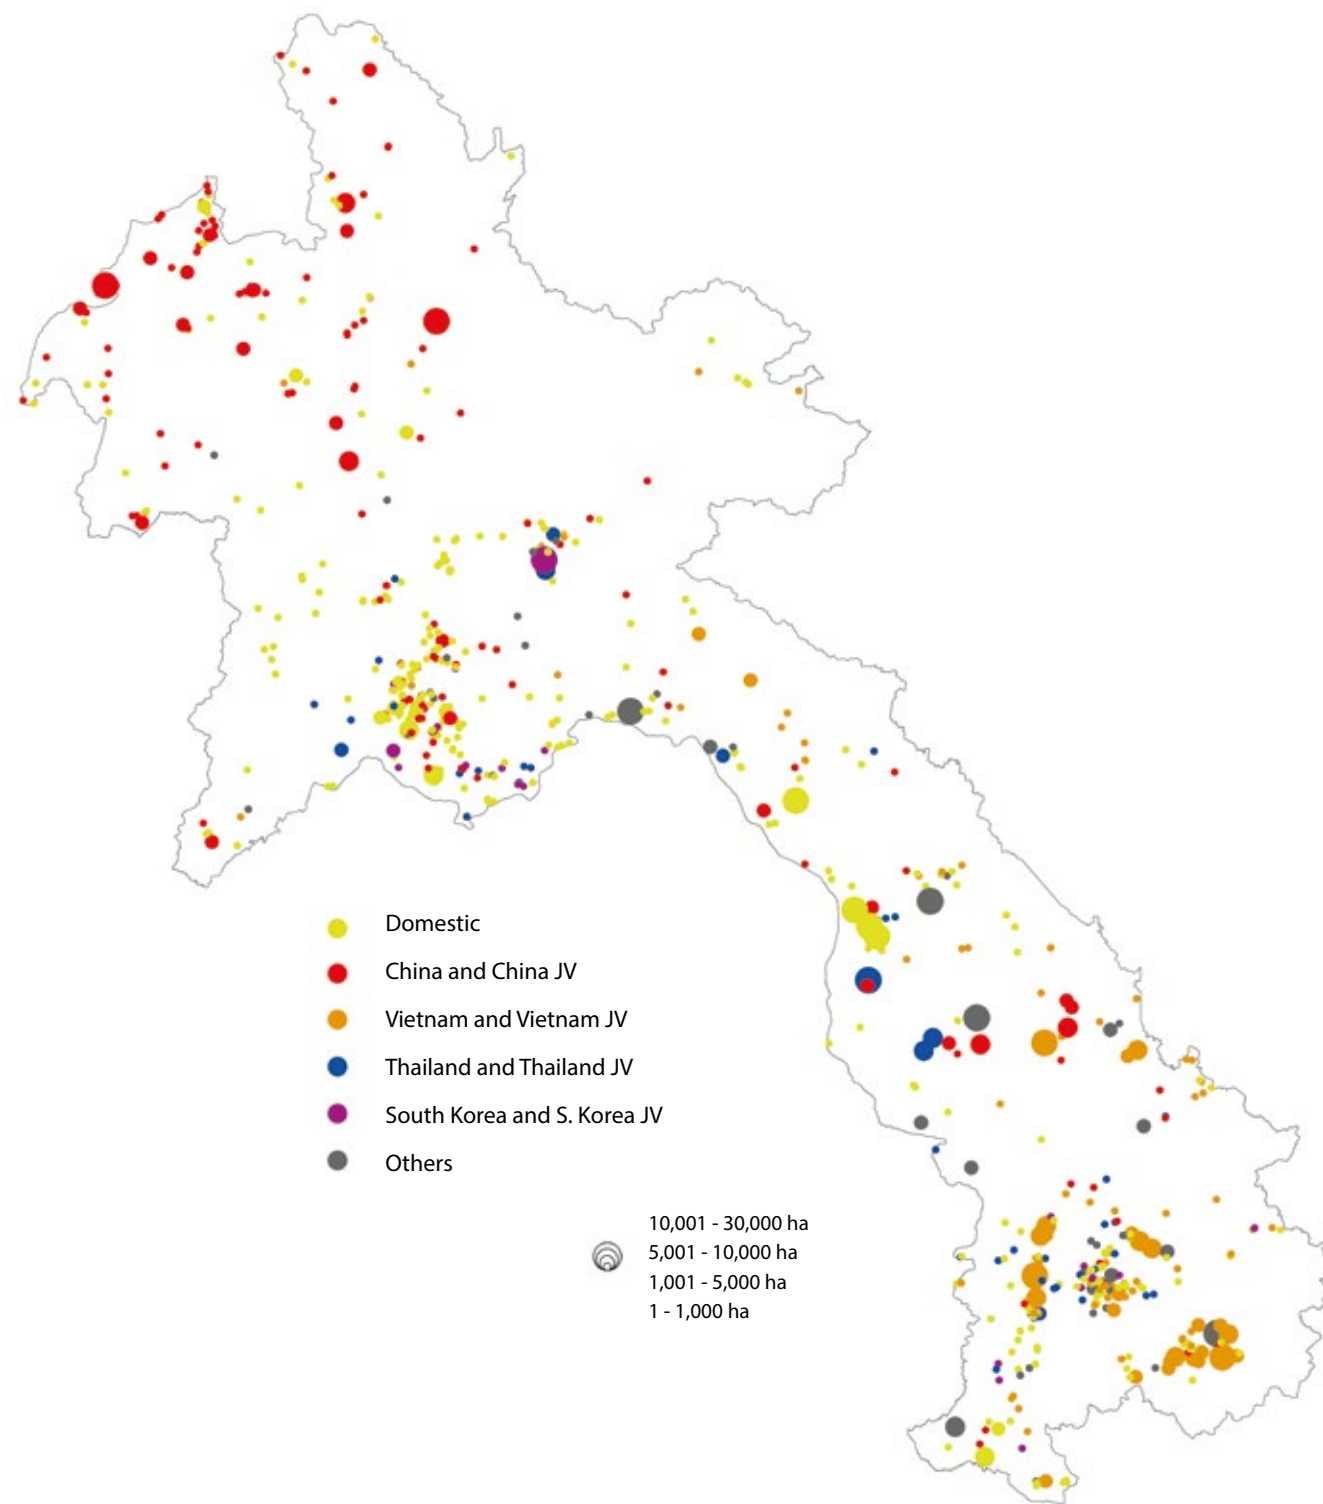 Domestic
China and China JV
Vietnam and Vietnam JV
Thailand and Thailand JV
South Korea and S. Korea JV
Others
10,001 - 30,000 ha
5,001 - 10,000 ha
1,001 - 5,000 ha
1 - 1,000 ha